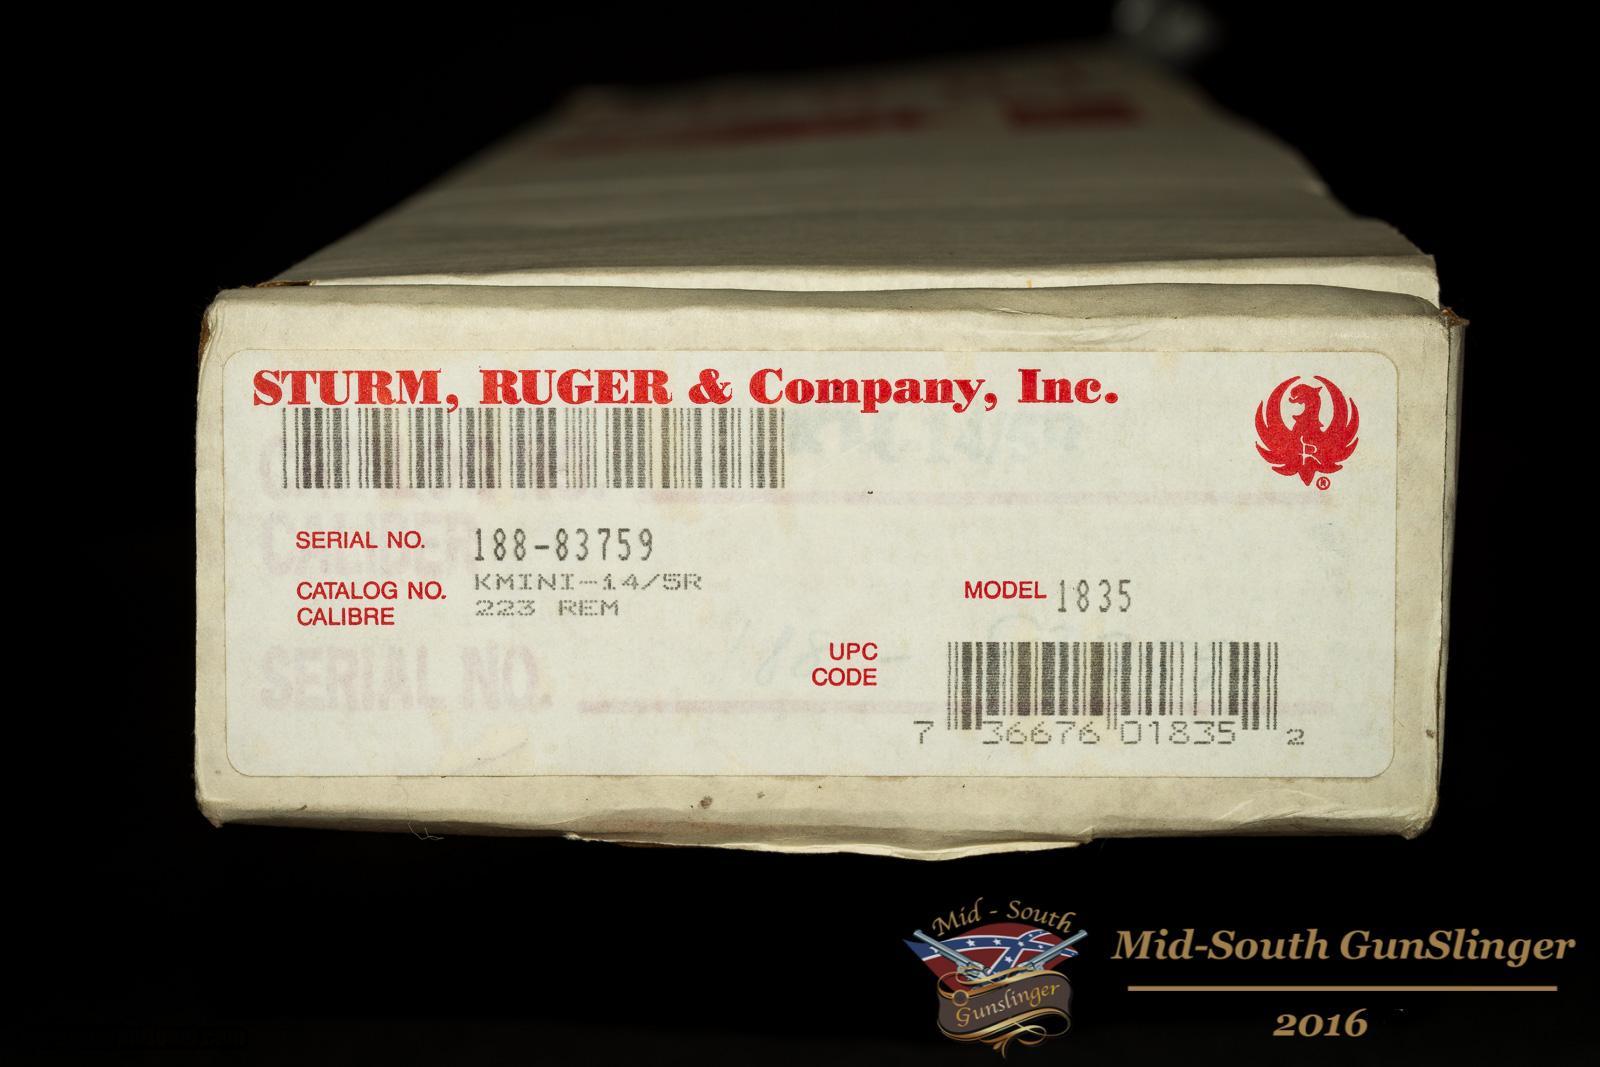 STURM, RUGER & Company, Inc.
SERIAL NO. 188-83759
CATALOG NO. KMINI-14/5R
CALIBRE 223 REM
MODEL 1835
UPC
CODE
7 36676 01835 2
CALIBER
SERIAL NO.
R
®
Mid - South
Gunslinger
Mid-South GunSlinger
2016